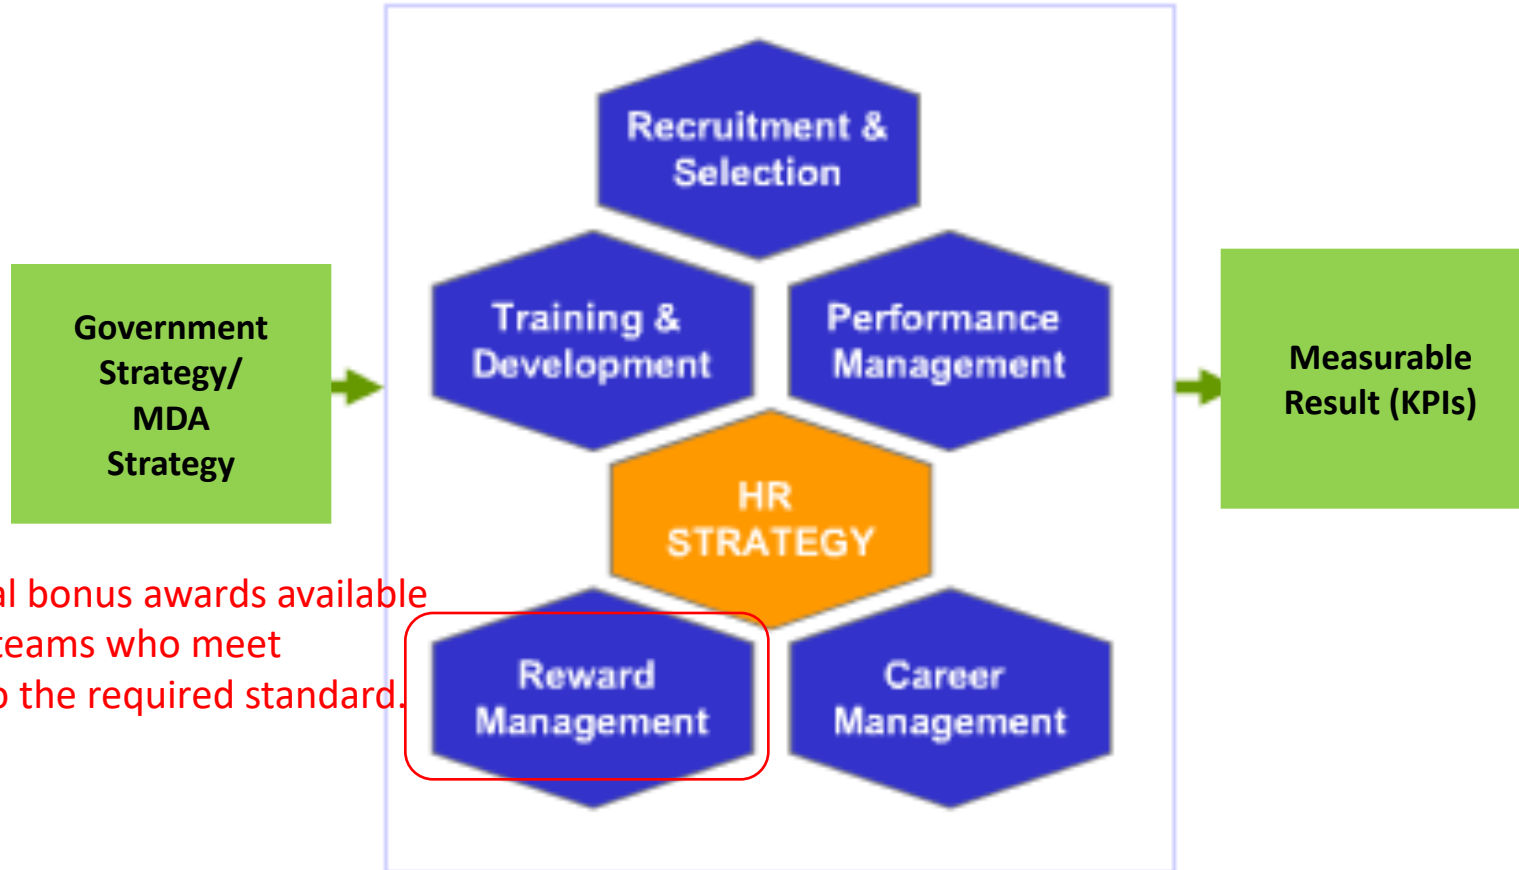 Recruitment &
Selection
Training &
Development
Performance
Management
Government
Strategy/
MDA
Strategy
Measurable
Result (KPIs)
HR
STRATEGY
bonus awards available
teams who meet
the required standard.
Reward
Management
Career
Management